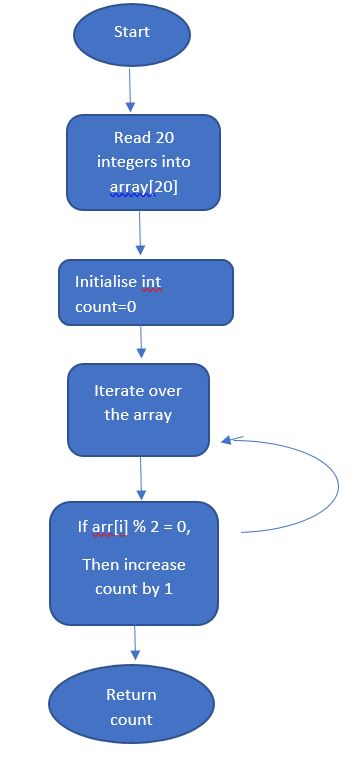 Start
Read 20
integers into
array[20]
Initialise int
count=0
Iterate over
the array
If arr[i] % 2 = 0,
Then increase
count by 1
Return
count